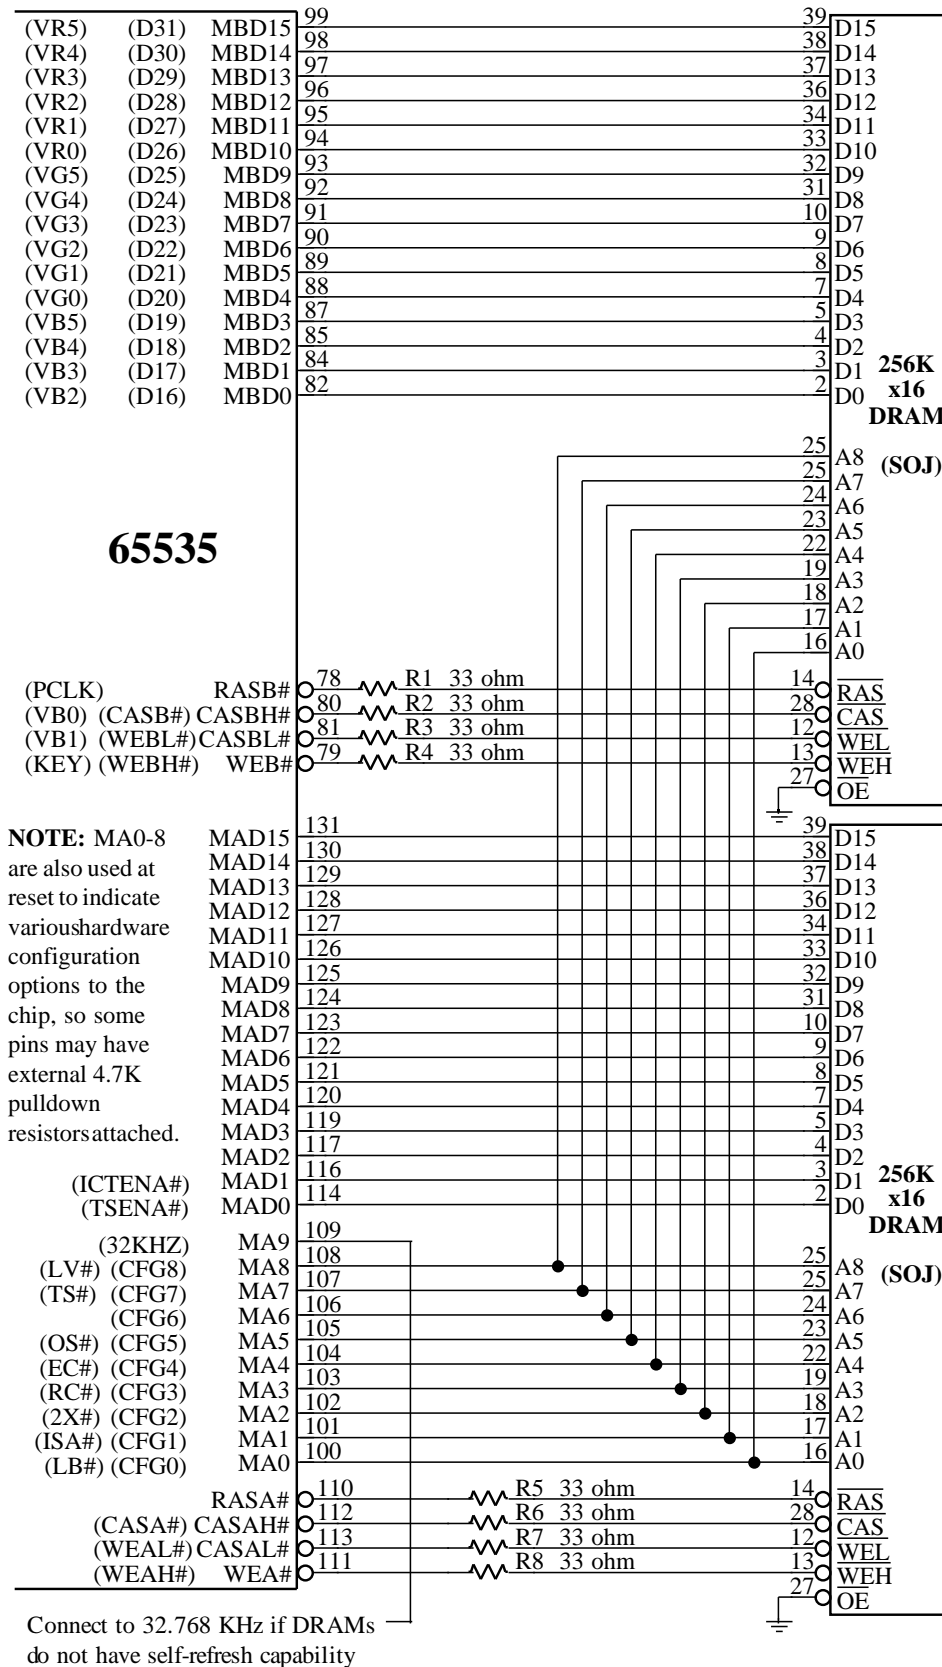 (VR5) (D31) MBD15 99 39 D15
(VR4) (D30) MBD14 98 38 D14
(VR3) (D29) MBD13 97 37 D13
(VR2) (D28) MBD12 96 36 D12
(VR1) (D27) MBD11 95 34 D11
(VR0) (D26) MBD10 94 33 D10
(VG5) (D25) MBD9 93 32 D9
(VG4) (D24) MBD8 92 31 D8
(VG3) (D23) MBD7 91 10 D7
(VG2) (D22) MBD6 90 9 D6
(VG1) (D21) MBD5 89 8 D5
(VG0) (D20) MBD4 88 7 D4
(VB5) (D19) MBD3 87 5 D3
(VB4) (D18) MBD2 85 4 D2
(VB3) (D17) MBD1 84 3 D1
(VB2) (D16) MBD0 82 2 D0
256K
x16
DRAM
(SOJ)
25 A8
25 A7
24 A6
23 A5
22 A4
19 A3
18 A2
17 A1
16 A0
65535
(PCLK) RASB# 78 R1 33 ohm 14 RAS
(VB0) (CASB#) CASBH# 80 R2 33 ohm 28 CAS
(VB1) (WEBL#) CASBL# 81 R3 33 ohm 12 WEL
(KEY) (WEBH#) WEB# 79 R4 33 ohm 13 WEH
27 OE
NOTE: MA0-8
are also used at
reset to indicate
varioushardware
configuration
options to the
chip, so some
pins may have
external 4.7K
pulldown
resistorsattached.
MAD15 131 39 D15
MAD14 130 38 D14
MAD13 129 37 D13
MAD12 128 36 D12
MAD11 127 34 D11
MAD10 126 33 D10
MAD9 125 32 D9
MAD8 124 31 D8
MAD7 123 10 D7
MAD6 122 9 D6
MAD5 121 8 D5
MAD4 120 7 D4
MAD3 119 5 D3
MAD2 117 4 D2
(ICTENA#) MAD1 116 3 D1
(TSENA#) MAD0 114 2 D0
256K
x16
DRAM
(SOJ)
(32KHZ) MA9 109
(LV#) (CFG8) MA8 108 25 A8
(TS#) (CFG7) MA7 107 25 A7
(CFG6) MA6 106 24 A6
(OS#) (CFG5) MA5 105 23 A5
(EC#) (CFG4) MA4 104 22 A4
(RC#) (CFG3) MA3 103 19 A3
(2X#) (CFG2) MA2 102 18 A2
(ISA#) (CFG1) MA1 101 17 A1
(LB#) (CFG0) MA0 100 16 A0
RASA# 110 R5 33 ohm 14 RAS
(CASA#) CASAH# 112 R6 33 ohm 28 CAS
(WEAL#) CASAL# 113 R7 33 ohm 12 WEL
(WEAH#) WEA# 111 R8 33 ohm 13 WEH
27 OE
Connect to 32.768 KHz if DRAMs
do not have self-refresh capability